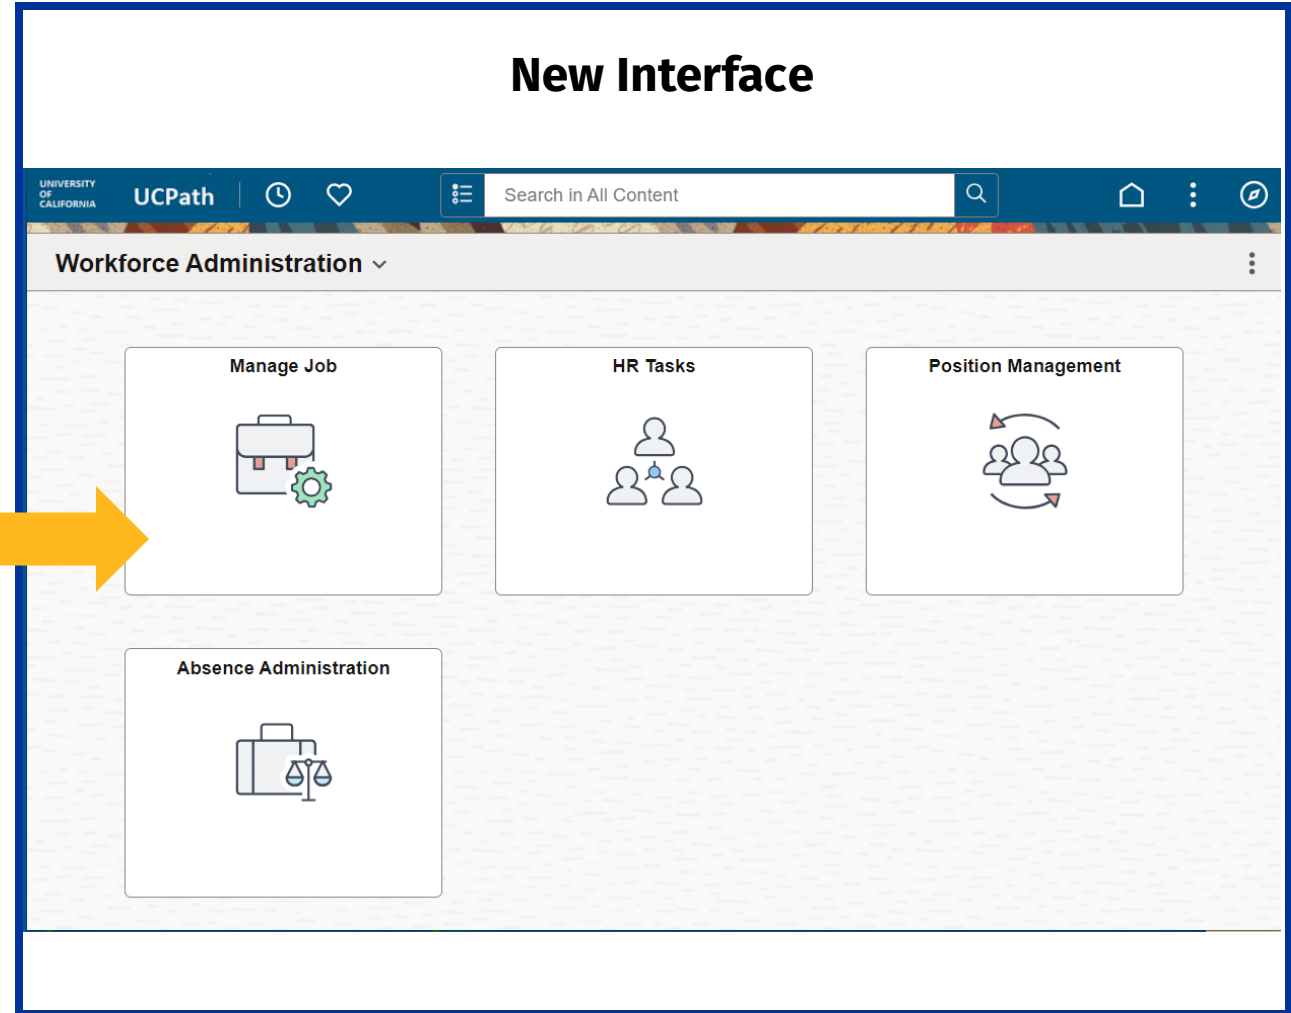 New Interface
UNIVERSITY
OF
CALIFORNIA
UCPath
Search in All Content
Workforce Administration
Manage Job
HR Tasks
Position Management
Absence Administration